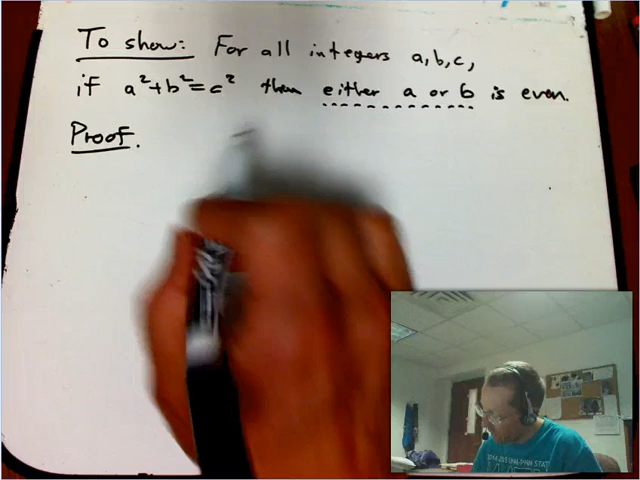 To show: For all integers a,b,c,
if a²+b²=c² then either a or b is even.
Proof.